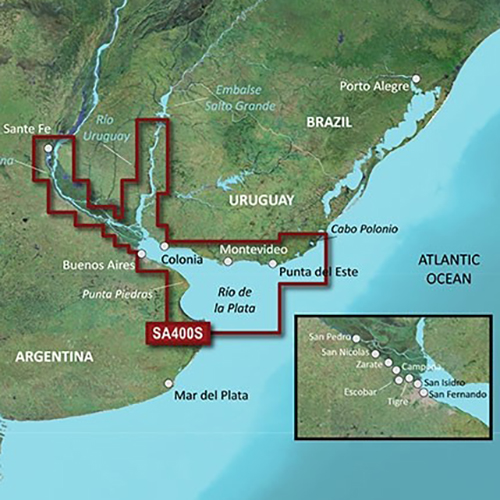 Embalse
Salto Grande
Porto Alegre
Sante Fe
Río
Uruguay
BRAZIL
na
URUGUAY
Cabo Polonio
Colonia
Montevideo
Buenos Aires
Punta del Este
ATLANTIC
OCEAN
Punta Piedras
Río de
la Plata
SA400S
ARGENTINA
Mar del Plata
San Pedro
San Nicolas
Zarate
Campana
Escobar
San Isidro
Tigre
San Fernando